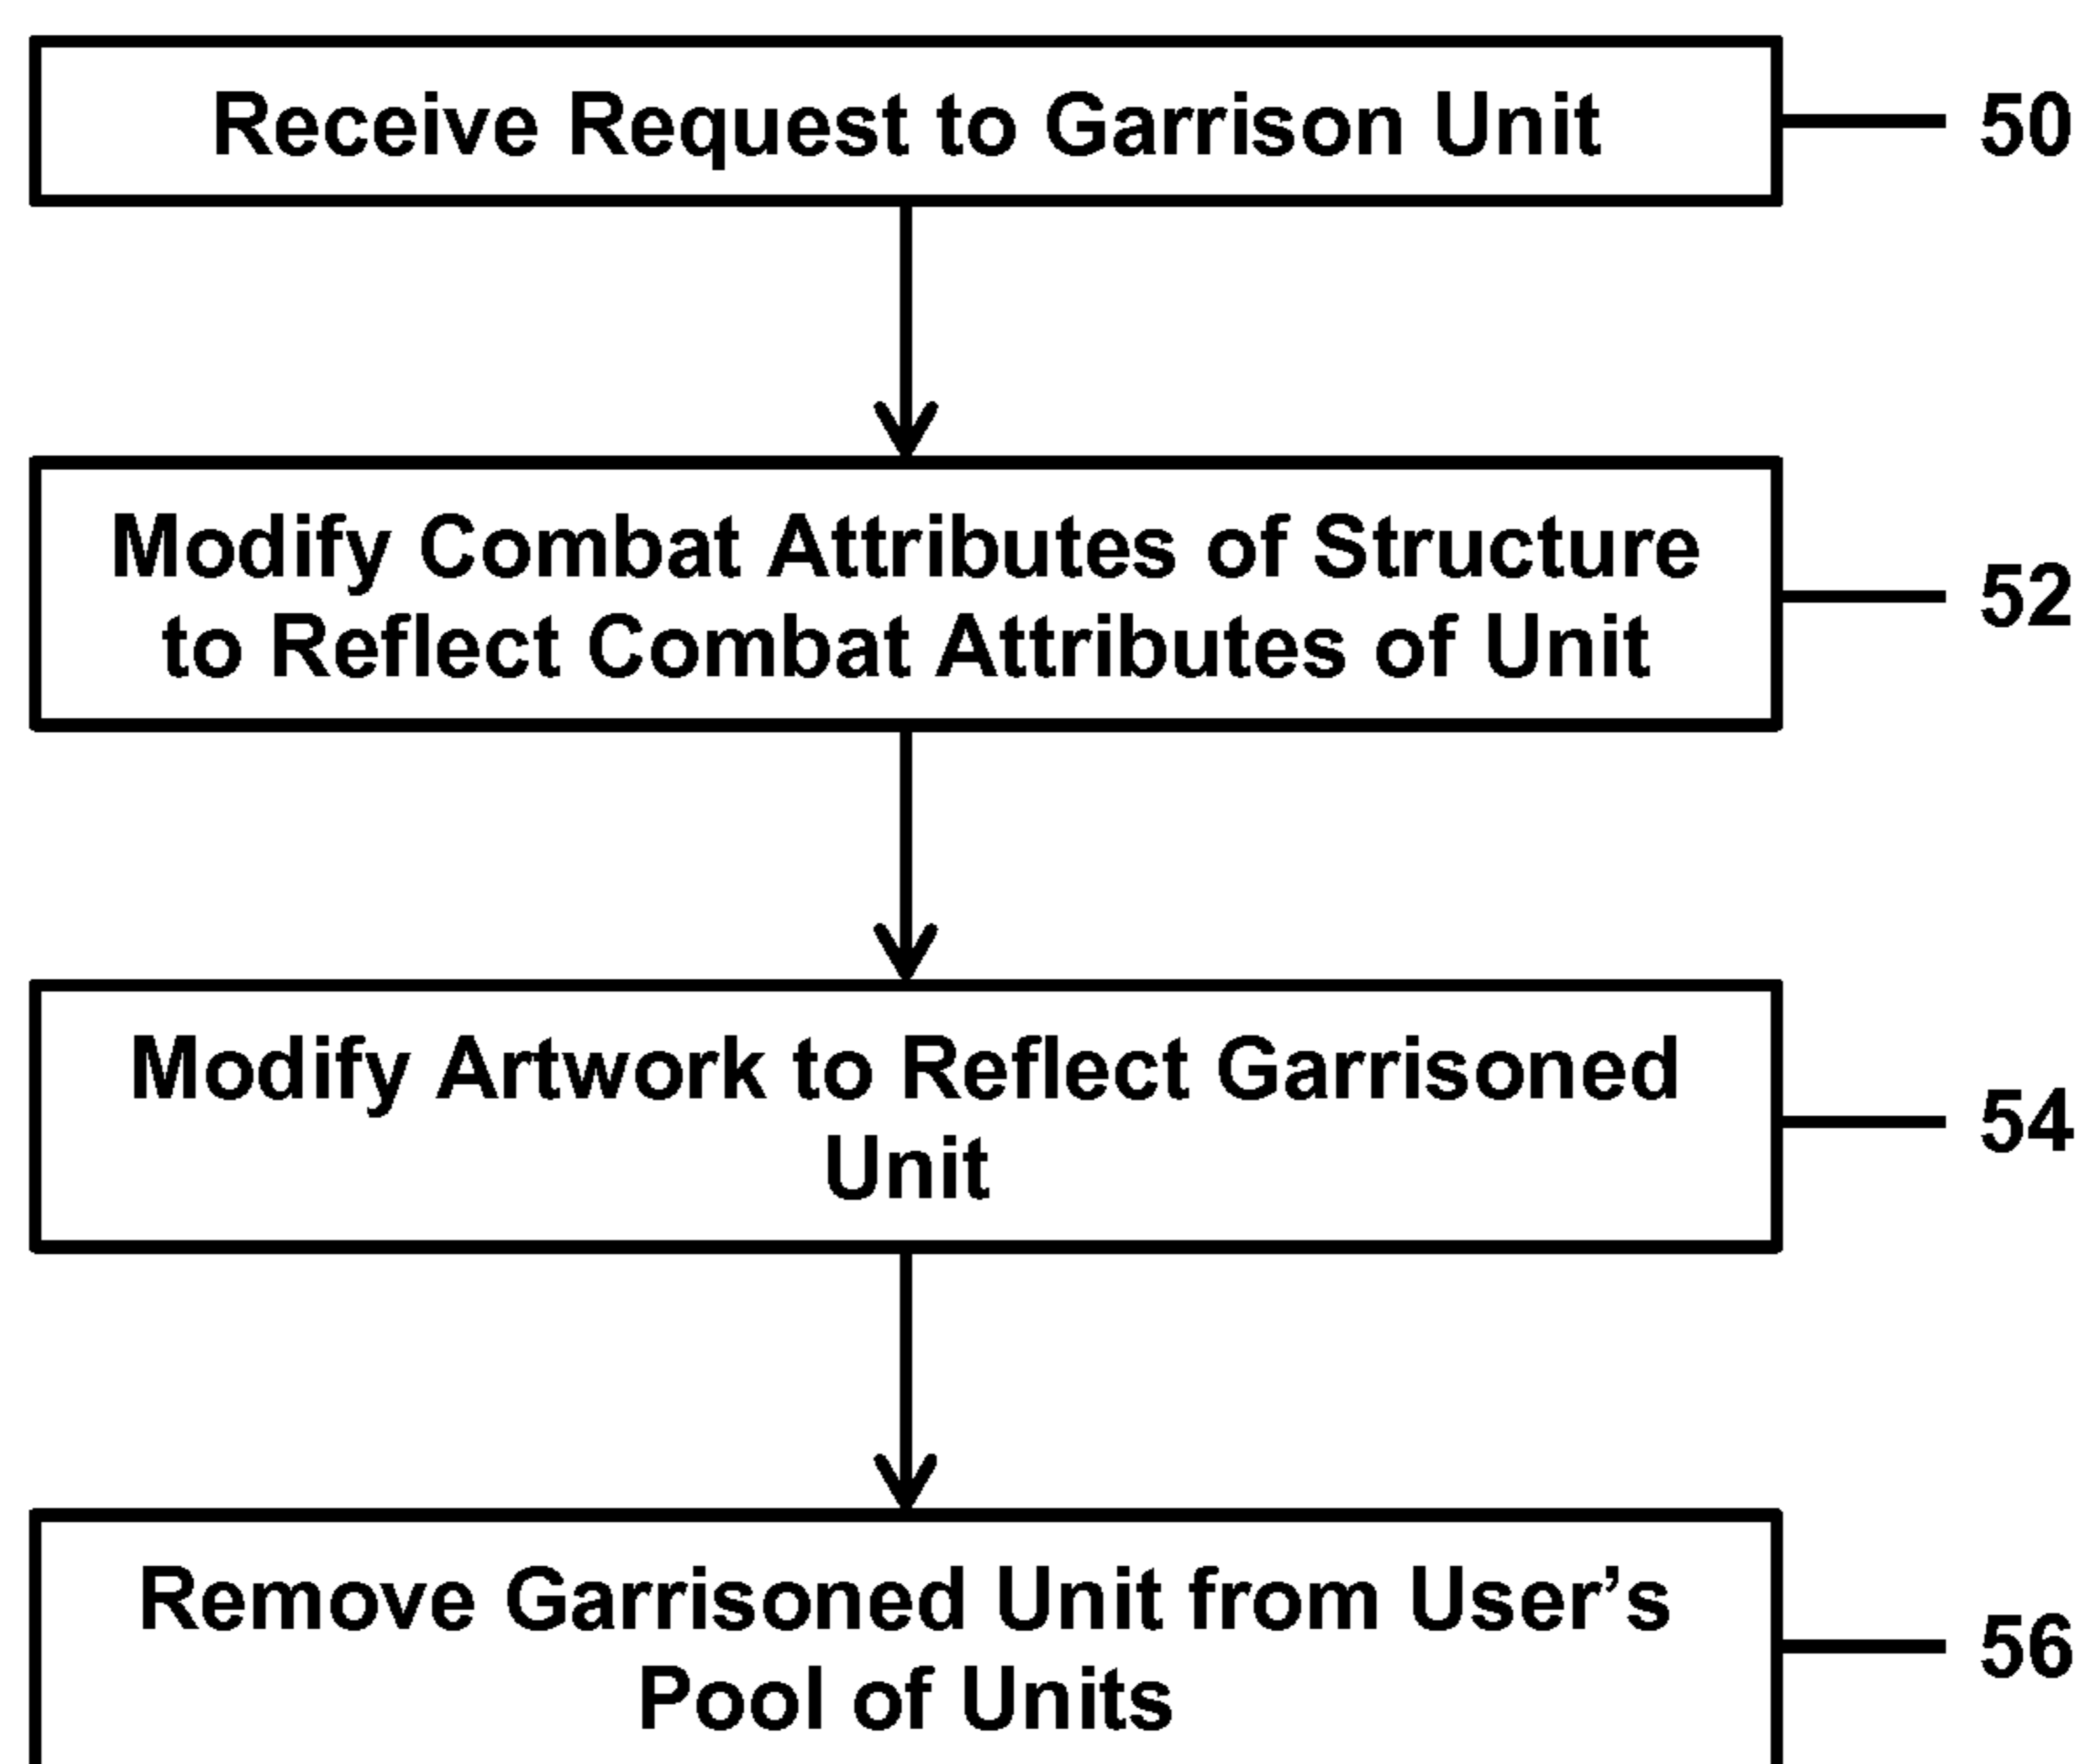 Receive Request to Garrison Unit
50
Modify Combat Attributes of Structure
to Reflect Combat Attributes of Unit
52
Modify Artwork to Reflect Garrisoned
Unit
54
Remove Garrisoned Unit from User’s
Pool of Units
56